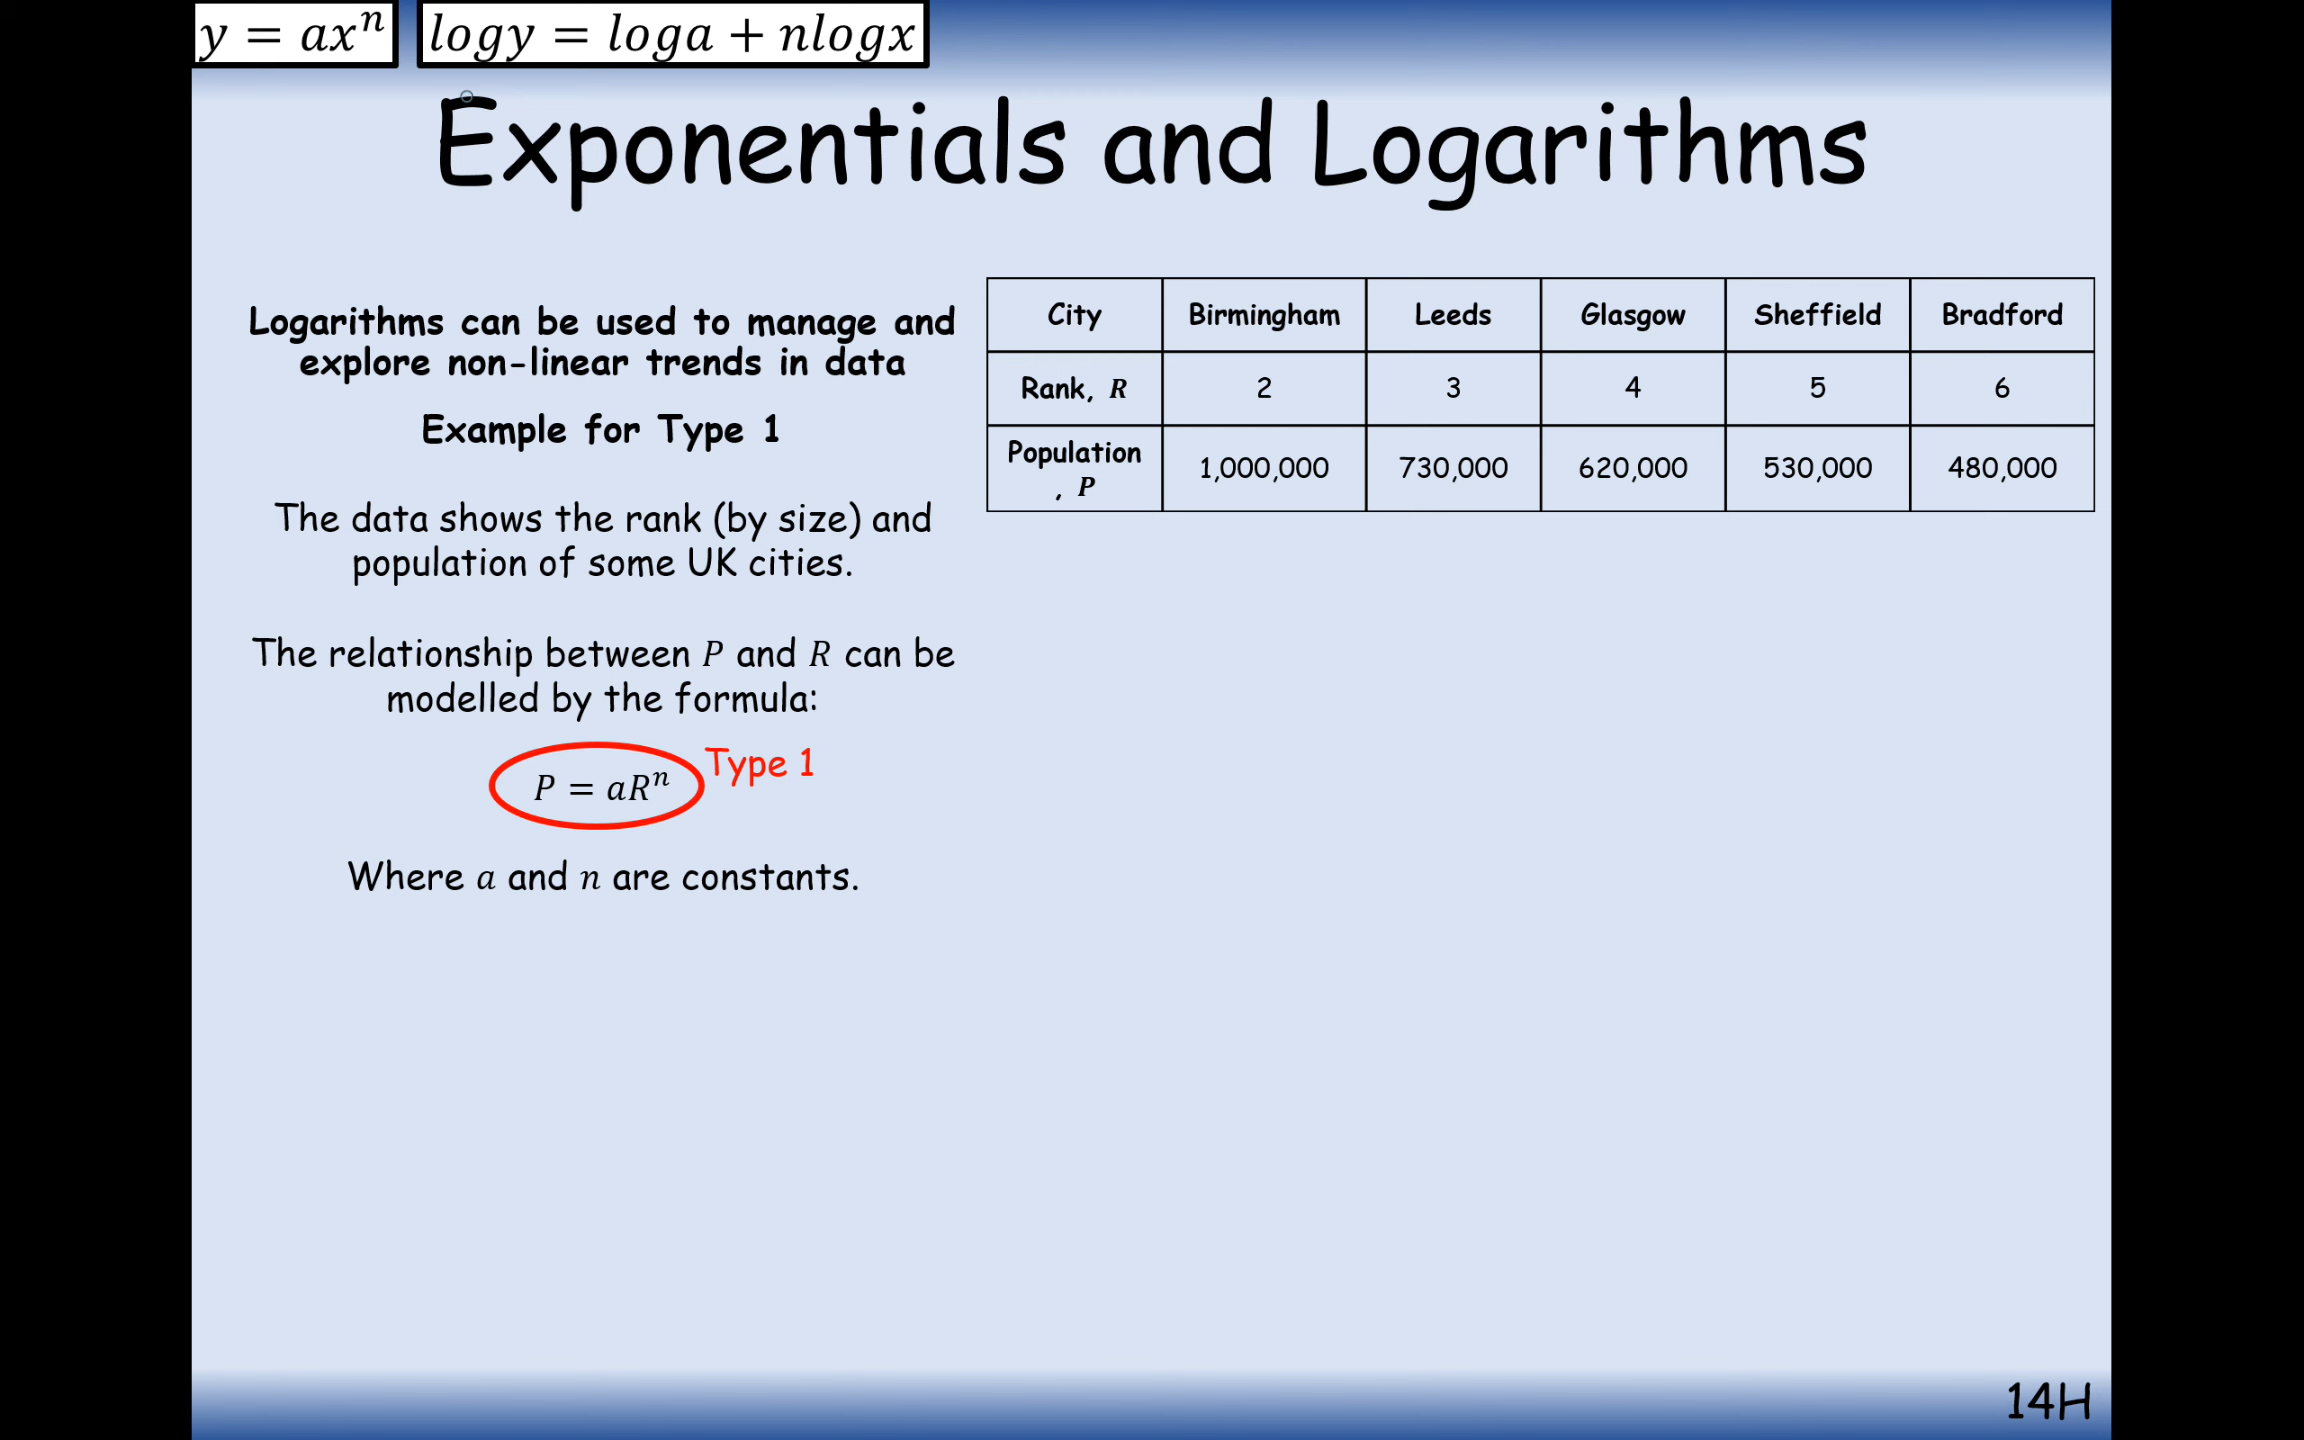 y = axⁿ
logy = loga + nlogx
Exponentials and Logarithms
Logarithms can be used to manage and
explore non-linear trends in data
Example for Type 1
The data shows the rank (by size) and
population of some UK cities.
The relationship between P and R can be
modelled by the formula:
P = aRⁿ
Type 1
Where a and n are constants.
City Birmingham Leeds Glasgow Sheffield Bradford
Rank, R 2 3 4 5 6
Population
, P 1,000,000 730,000 620,000 530,000 480,000
14H